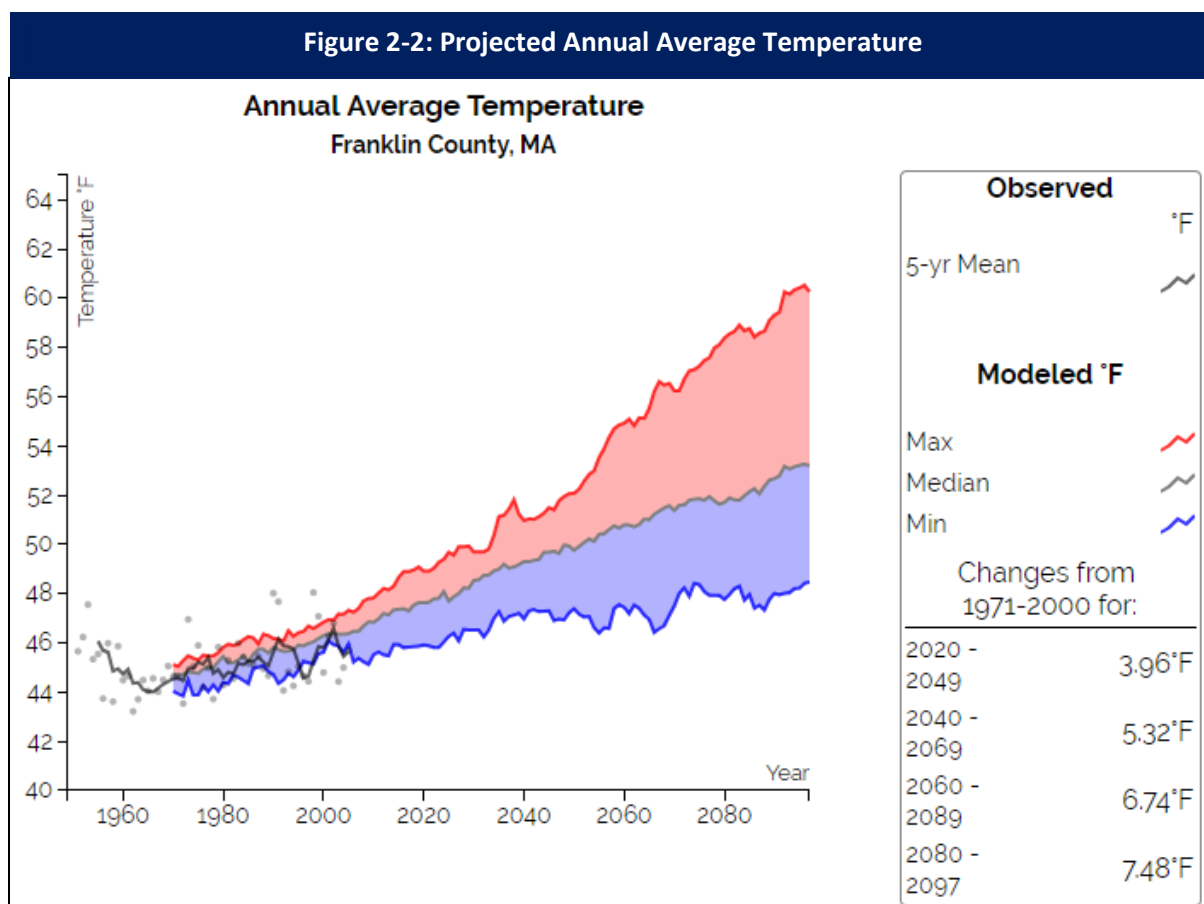 Figure 2-2: Projected Annual Average Temperature
Annual Average Temperature
Franklin County, MA
Temperature °F
64
62
60
58
56
54
52
50
48
46
44
42
40
Year
1960
1980
2000
2020
2040
2060
2080
Observed
°F
5-yr Mean
Modeled °F
Max
Median
Min
Changes from
1971-2000 for:
2020 -
2049
3.96°F
2040 -
2069
5.32°F
2060 -
2089
6.74°F
2080 -
2097
7.48°F